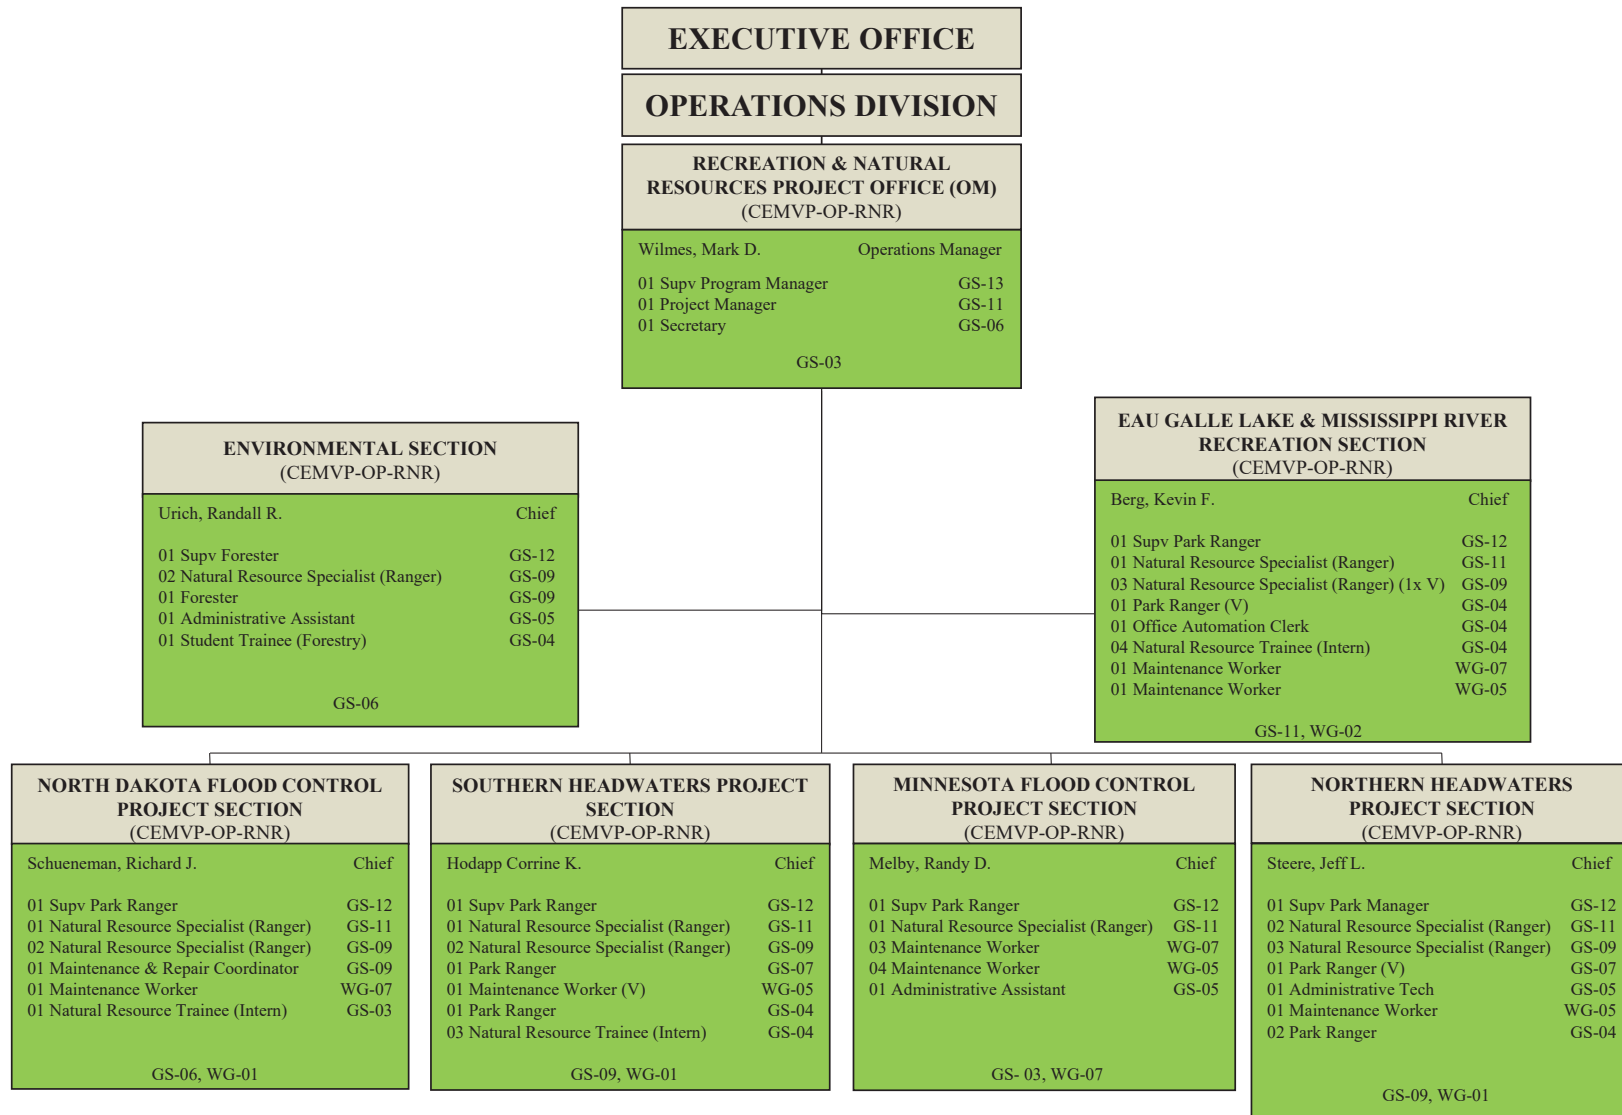 EXECUTIVE OFFICE
OPERATIONS DIVISION
RECREATION & NATURAL
RESOURCES PROJECT OFFICE (OM)
(CEMVP-OP-RNR)
Wilmes, Mark D. Operations Manager
01 Supv Program Manager GS-13
01 Project Manager GS-11
01 Secretary GS-06
GS-03
ENVIRONMENTAL SECTION
(CEMVP-OP-RNR)
Urich, Randall R. Chief
01 Supv Forester GS-12
02 Natural Resource Specialist (Ranger) GS-09
01 Forester GS-09
01 Administrative Assistant GS-05
01 Student Trainee (Forestry) GS-04
GS-06
EAU GALLE LAKE & MISSISSIPPI RIVER
RECREATION SECTION
(CEMVP-OP-RNR)
Berg, Kevin F. Chief
01 Supv Park Ranger GS-12
01 Natural Resource Specialist (Ranger) GS-11
03 Natural Resource Specialist (Ranger) (1x V) GS-09
01 Park Ranger (V) GS-04
01 Office Automation Clerk GS-04
04 Natural Resource Trainee (Intern) GS-04
01 Maintenance Worker WG-07
01 Maintenance Worker WG-05
GS-11, WG-02
NORTH DAKOTA FLOOD CONTROL
PROJECT SECTION
(CEMVP-OP-RNR)
Schueneman, Richard J. Chief
01 Supv Park Ranger GS-12
01 Natural Resource Specialist (Ranger) GS-11
02 Natural Resource Specialist (Ranger) GS-09
01 Maintenance & Repair Coordinator GS-09
01 Maintenance Worker WG-07
01 Natural Resource Trainee (Intern) GS-03
GS-06, WG-01
SOUTHERN HEADWATERS PROJECT
SECTION
(CEMVP-OP-RNR)
Hodapp Corrine K. Chief
01 Supv Park Ranger GS-12
01 Natural Resource Specialist (Ranger) GS-11
02 Natural Resource Specialist (Ranger) GS-09
01 Park Ranger GS-07
01 Maintenance Worker (V) WG-05
01 Park Ranger GS-04
03 Natural Resource Trainee (Intern) GS-04
GS-09, WG-01
MINNESOTA FLOOD CONTROL
PROJECT SECTION
(CEMVP-OP-RNR)
Melby, Randy D. Chief
01 Supv Park Ranger GS-12
01 Natural Resource Specialist (Ranger) GS-11
03 Maintenance Worker WG-07
04 Maintenance Worker WG-05
01 Administrative Assistant GS-05
GS- 03, WG-07
NORTHERN HEADWATERS
PROJECT SECTION
(CEMVP-OP-RNR)
Steere, Jeff L. Chief
01 Supv Park Manager GS-12
02 Natural Resource Specialist (Ranger) GS-11
03 Natural Resource Specialist (Ranger) GS-09
01 Park Ranger (V) GS-07
01 Administrative Tech GS-05
01 Maintenance Worker WG-05
02 Park Ranger GS-04
GS-09, WG-01